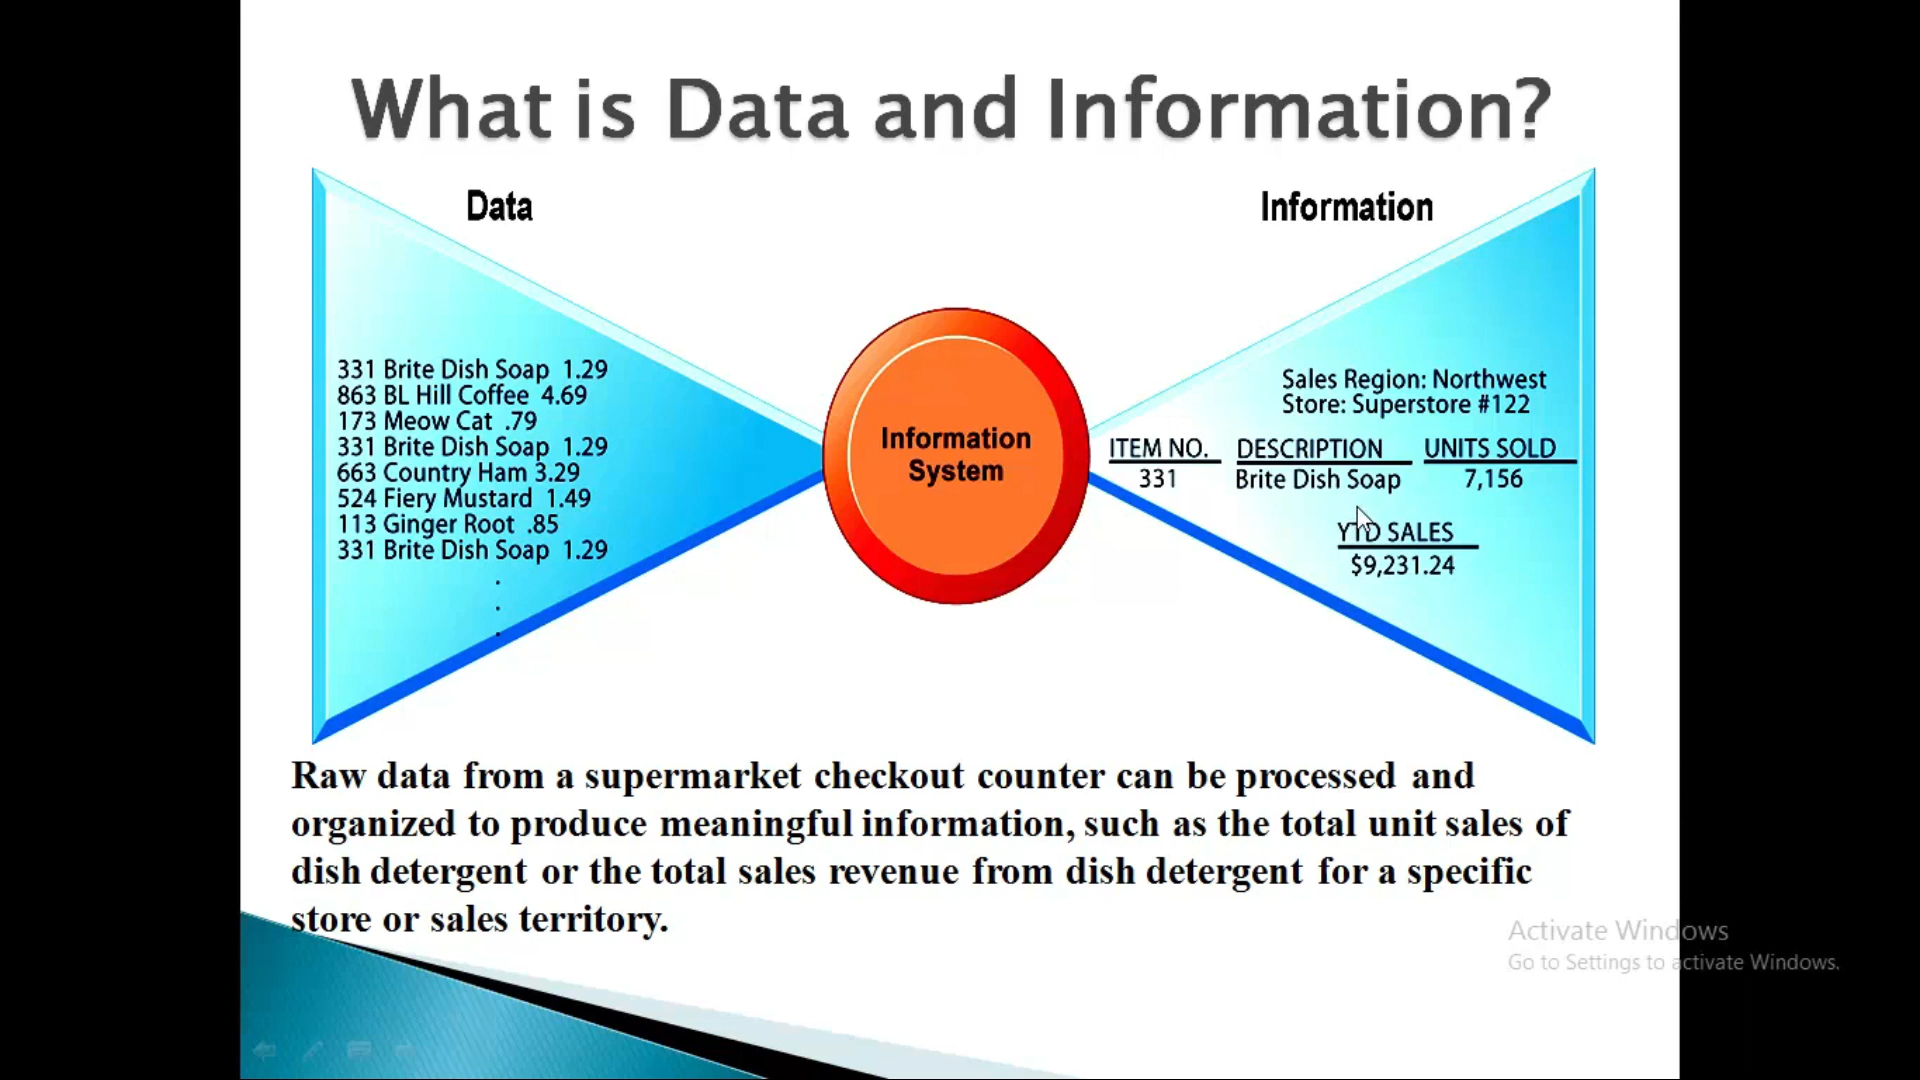 What is Data and Information?
Data
Information
331 Brite Dish Soap 1.29
863 BL Hill Coffee 4.69
173 Meow Cat .79
331 Brite Dish Soap 1.29
663 Country Ham 3.29
524 Fiery Mustard 1.49
113 Ginger Root .85
331 Brite Dish Soap 1.29
.
.
.
Information
System
Sales Region: Northwest
Store: Superstore #122
ITEM NO. DESCRIPTION UNITS SOLD
331 Brite Dish Soap 7,156
YTD SALES
$9,231.24
Raw data from a supermarket checkout counter can be processed and
organized to produce meaningful information, such as the total unit sales of
dish detergent or the total sales revenue from dish detergent for a specific
store or sales territory.
Activate Windows
Go to Settings to activate Windows.